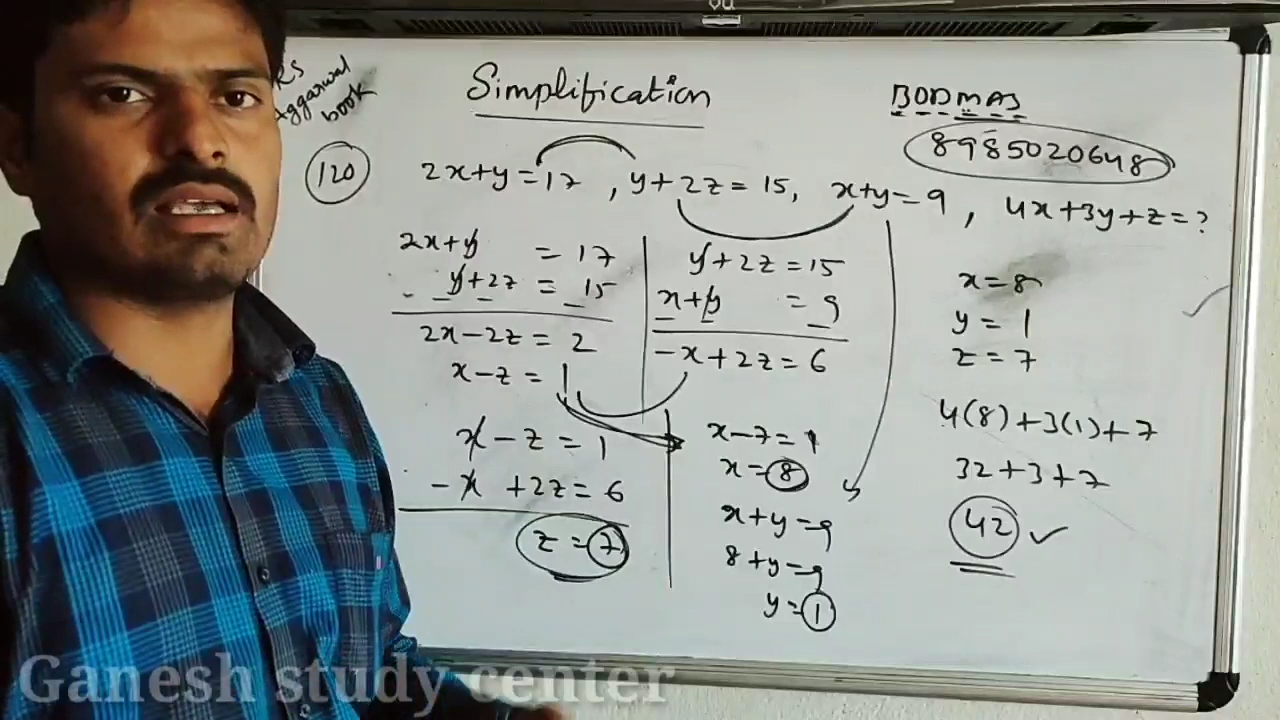 RS
Aggarwal
book
Simplification
BODMAS
8985020648
120
2x+y=17 , y+2z=15, x+y=9 , 4x+3y+z=?
2x+y = 17
- y+2z = 15
2x-2z = 2
x-z = 1
x-z = 1
-x +2z = 6
z = 7
y+2z = 15
x+y = 9
-x+2z = 6
x-7=1
x=8
x+y=9
8+y=9
y=1
x=8
y=1
z=7
4(8)+3(1)+7
32+3+7
42 ✓
Ganesh study center